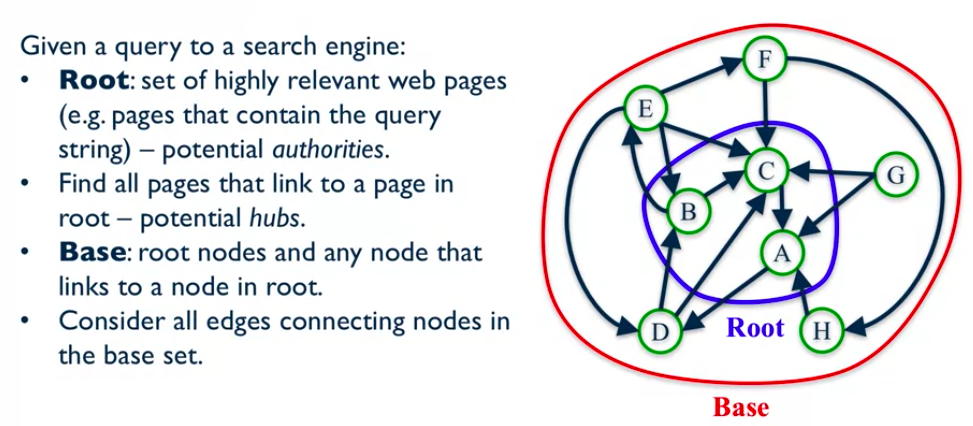 Given a query to a search engine:
• Root: set of highly relevant web pages
(e.g. pages that contain the query
string) – potential authorities.
• Find all pages that link to a page in
root – potential hubs.
• Base: root nodes and any node that
links to a node in root.
• Consider all edges connecting nodes in
the base set.
F
E
C
G
B
A
D
Root
H
Base